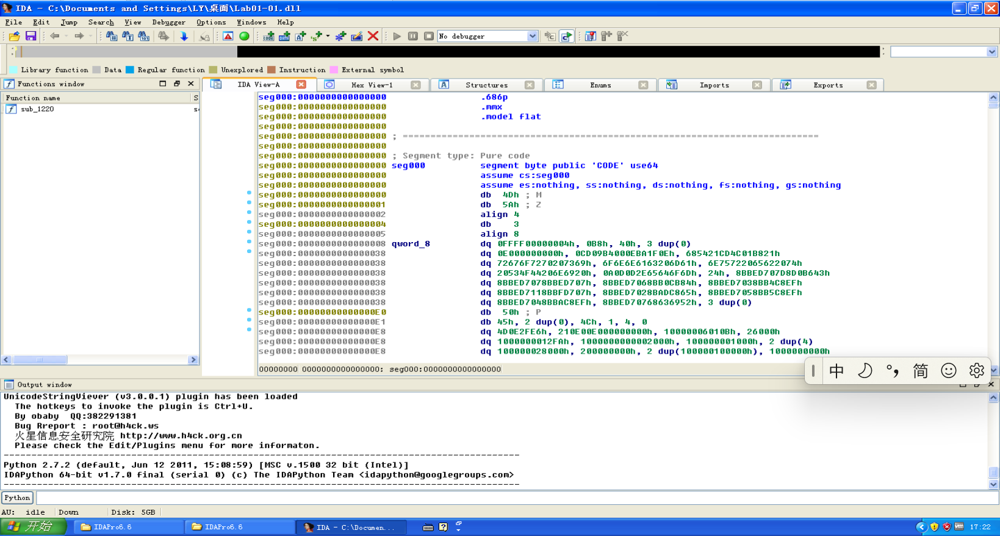 IDA - C:\Documents and Settings\LY\桌面\Lab01-01.dll
File Edit Jump Search View Debugger Options Windows Help
No debugger
Library function Data Regular function Unexplored Instruction External symbol
Functions window
Function name S
sub_1220
IDA View-A Hex View-1 Structures Enums Imports Exports
seg000:0000000000000000 .686p
seg000:0000000000000000 .mmx
seg000:0000000000000000 .model flat
seg000:0000000000000000
seg000:0000000000000000 ; ===========================================================================
seg000:0000000000000000
seg000:0000000000000000 ; Segment type: Pure code
seg000:0000000000000000 seg000 segment byte public 'CODE' use64
seg000:0000000000000000 assume cs:seg000
seg000:0000000000000000 assume es:nothing, ss:nothing, ds:nothing, fs:nothing, gs:nothing
seg000:0000000000000000 db 4Dh ; M
seg000:0000000000000001 db 5Ah ; Z
seg000:0000000000000002 align 4
seg000:0000000000000004 db 3
seg000:0000000000000005 align 8
seg000:0000000000000008 qword_8 dq 0FFFF00000004h, 0B8h, 40h, 3 dup(0)
seg000:0000000000000038 dq 0E000000000h, 0CD09B4000EBA1F0Eh, 685421CD4C01B821h
seg000:0000000000000038 dq 72676F7270207369h, 6F6E6E6163206D61h, 6E75722065622074h
seg000:0000000000000038 dq 20534F44206E6920h, 0A0D0D2E65646F6Dh, 24h, 8BBED707D8D0B643h
seg000:0000000000000038 dq 8BBED7078BBED707h, 8BBED7068BB0CB84h, 8BBED7038BB4C8EFh
seg000:0000000000000038 dq 8BBED7118BBFD707h, 8BBED7028BADC865h, 8BBED7058BB5C8EFh
seg000:0000000000000038 dq 8BBED7048BBAC8EFh, 8BBED70768636952h, 3 dup(0)
seg000:00000000000000E0 db 50h ; P
seg000:00000000000000E1 db 45h, 2 dup(0), 4Ch, 1, 4, 0
seg000:00000000000000E8 dq 4D0E2FE6h, 210E00E000000000h, 10000006010Bh, 26000h
seg000:00000000000000E8 dq 1000000012FAh, 1000000000002000h, 100000001000h, 2 dup(4)
seg000:00000000000000E8 dq 100000028000h, 200000000h, 2 dup(100000100000h), 1000000000h
00000000 0000000000000000: seg000:0000000000000000
中 简
Output window
UnicodeStringViever (v3.0.0.1) plugin has been loaded
The hotkeys to invoke the plugin is Ctrl+U.
By obaby QQ:382291381
Bug Rreport : root@h4ck.ws
火星信息安全研究院 http://www.h4ck.org.cn
Please check the Edit/Plugins menu for more informaton.
Python 2.7.2 (default, Jun 12 2011, 15:08:59) [MSC v.1500 32 bit (Intel)]
IDAPython 64-bit v1.7.0 final (serial 0) (c) The IDAPython Team <idapython@googlegroups.com>
Python
AU: idle Down Disk: 5GB
开始 IDAPro6.6 IDAPro6.6 IDA - C:\Documen... 17:22